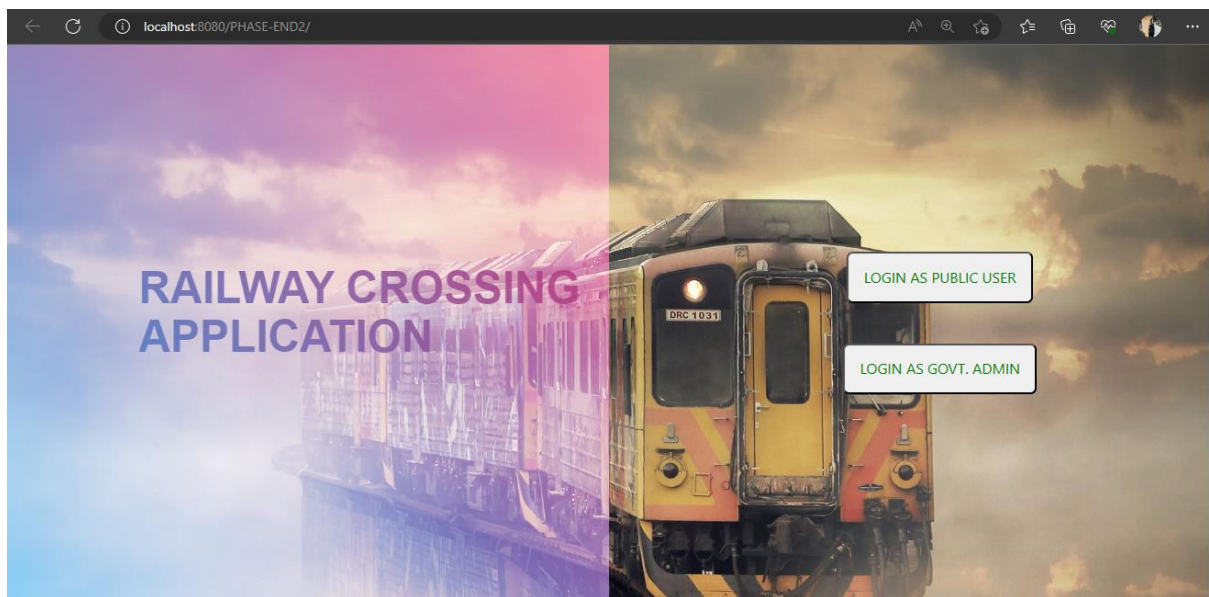 localhost:8080/PHASE-END2/
RAILWAY CROSSING
APPLICATION
DRC 1031
LOGIN AS PUBLIC USER
LOGIN AS GOVT. ADMIN